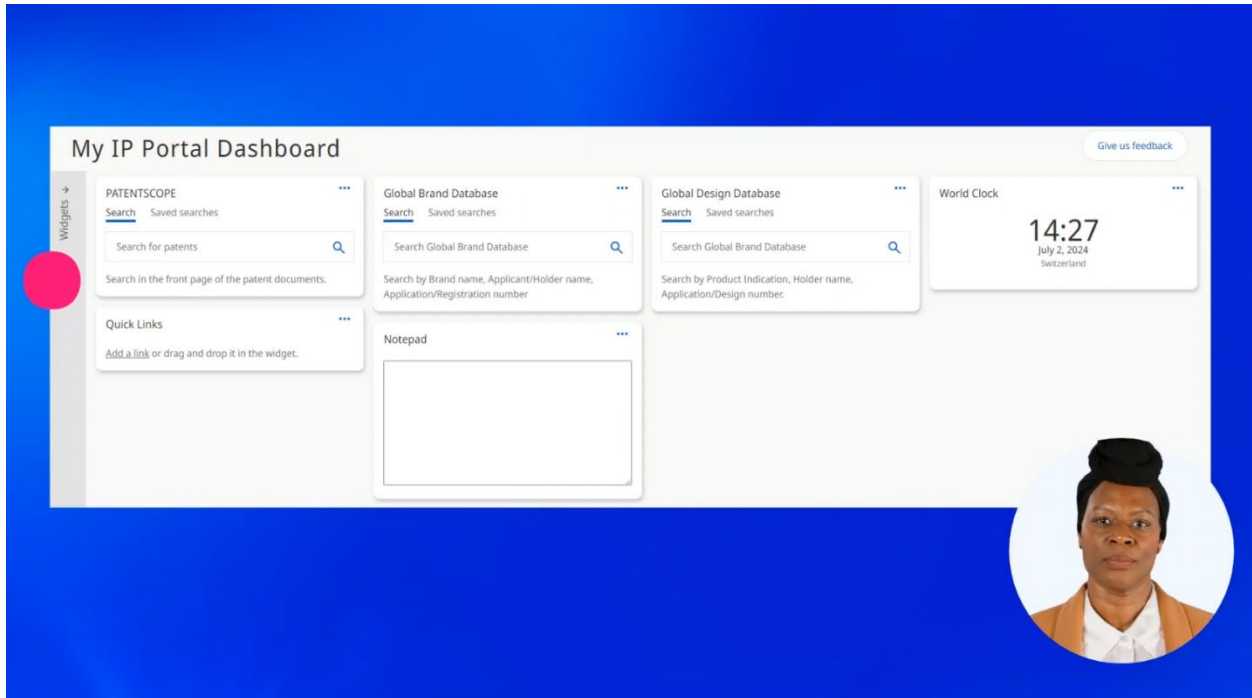 My IP Portal Dashboard
Give us feedback
Widgets
PATENTSCOPE
Search Saved searches
Search for patents
Search in the front page of the patent documents.
Quick Links
Add a link or drag and drop it in the widget.
Global Brand Database
Search Saved searches
Search Global Brand Database
Search by Brand name, Applicant/Holder name,
Application/Registration number
Notepad
Global Design Database
Search Saved searches
Search Global Brand Database
Search by Product Indication, Holder name,
Application/Design number.
World Clock
14:27
July 2, 2024
Switzerland